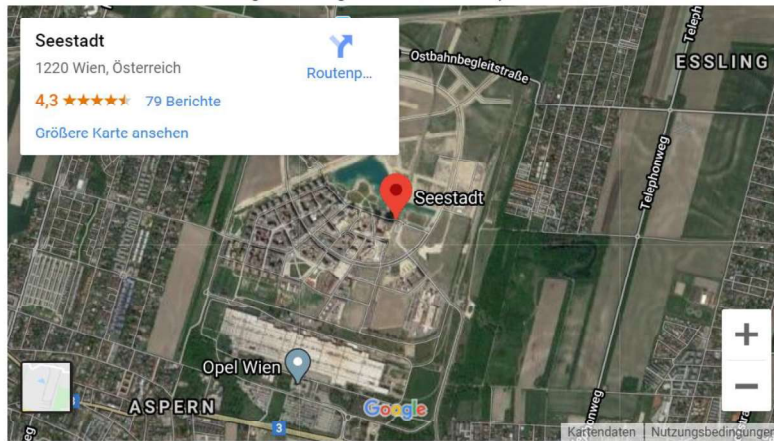 Seestadt
1220 Wien, Österreich
4,3
79 Berichte
Größere Karte ansehen
Routenp...
Ostbahnbegleitstraße
ESSLING
Teleph
Telephonweg
Seestadt
Opel Wien
ASPERN
3
Google
Kartendaten
Nutzungsbedingungen